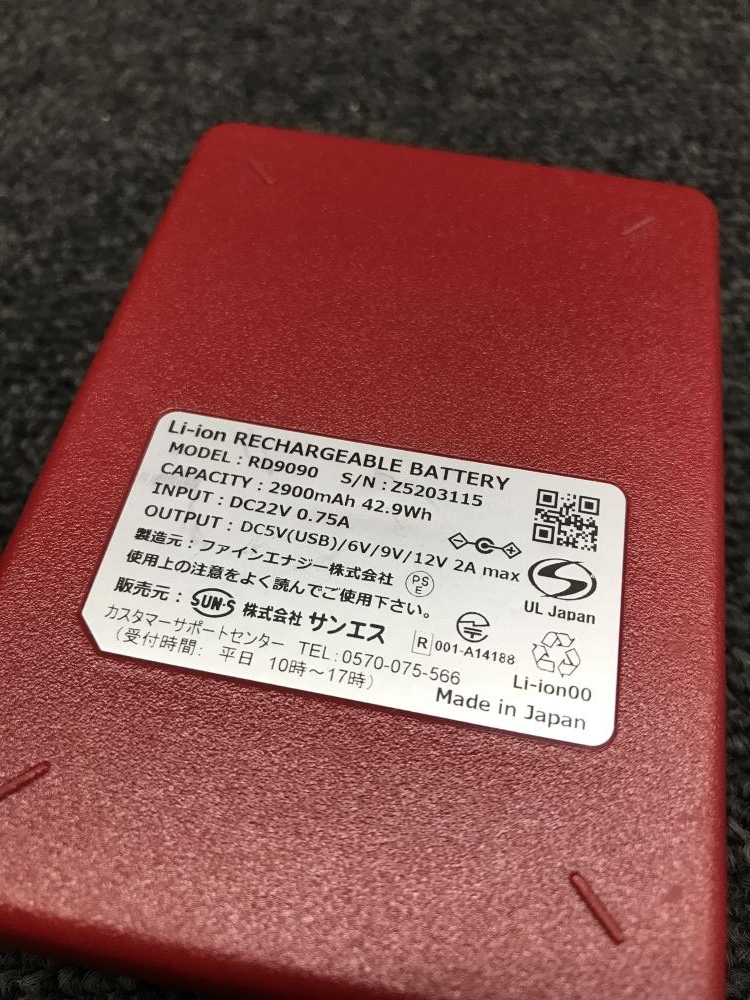 Li-ion RECHARGEABLE BATTERY
MODEL : RD9090 S/N : Z5203115
CAPACITY : 2900mAh 42.9Wh
INPUT : DC22V 0.75A
OUTPUT : DC5V(USB)/6V/9V/12V 2A max
製造元 : ファインエナジー株式会社
PSE
使用上の注意をよく読んでご使用下さい。
UL Japan
販売元 : SUN-S 株式会社 サンエス
R 001-A14188
カスタマーサポートセンター TEL:0570-075-566
Li-ion00
(受付時間: 平日 10時～17時)
Made in Japan